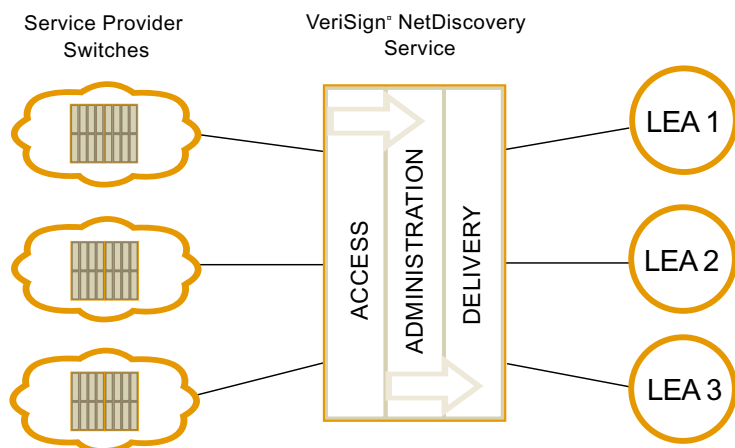 Service Provider
Switches
VeriSign® NetDiscovery
Service
ACCESS
ADMINISTRATION
DELIVERY
LEA 1
LEA 2
LEA 3